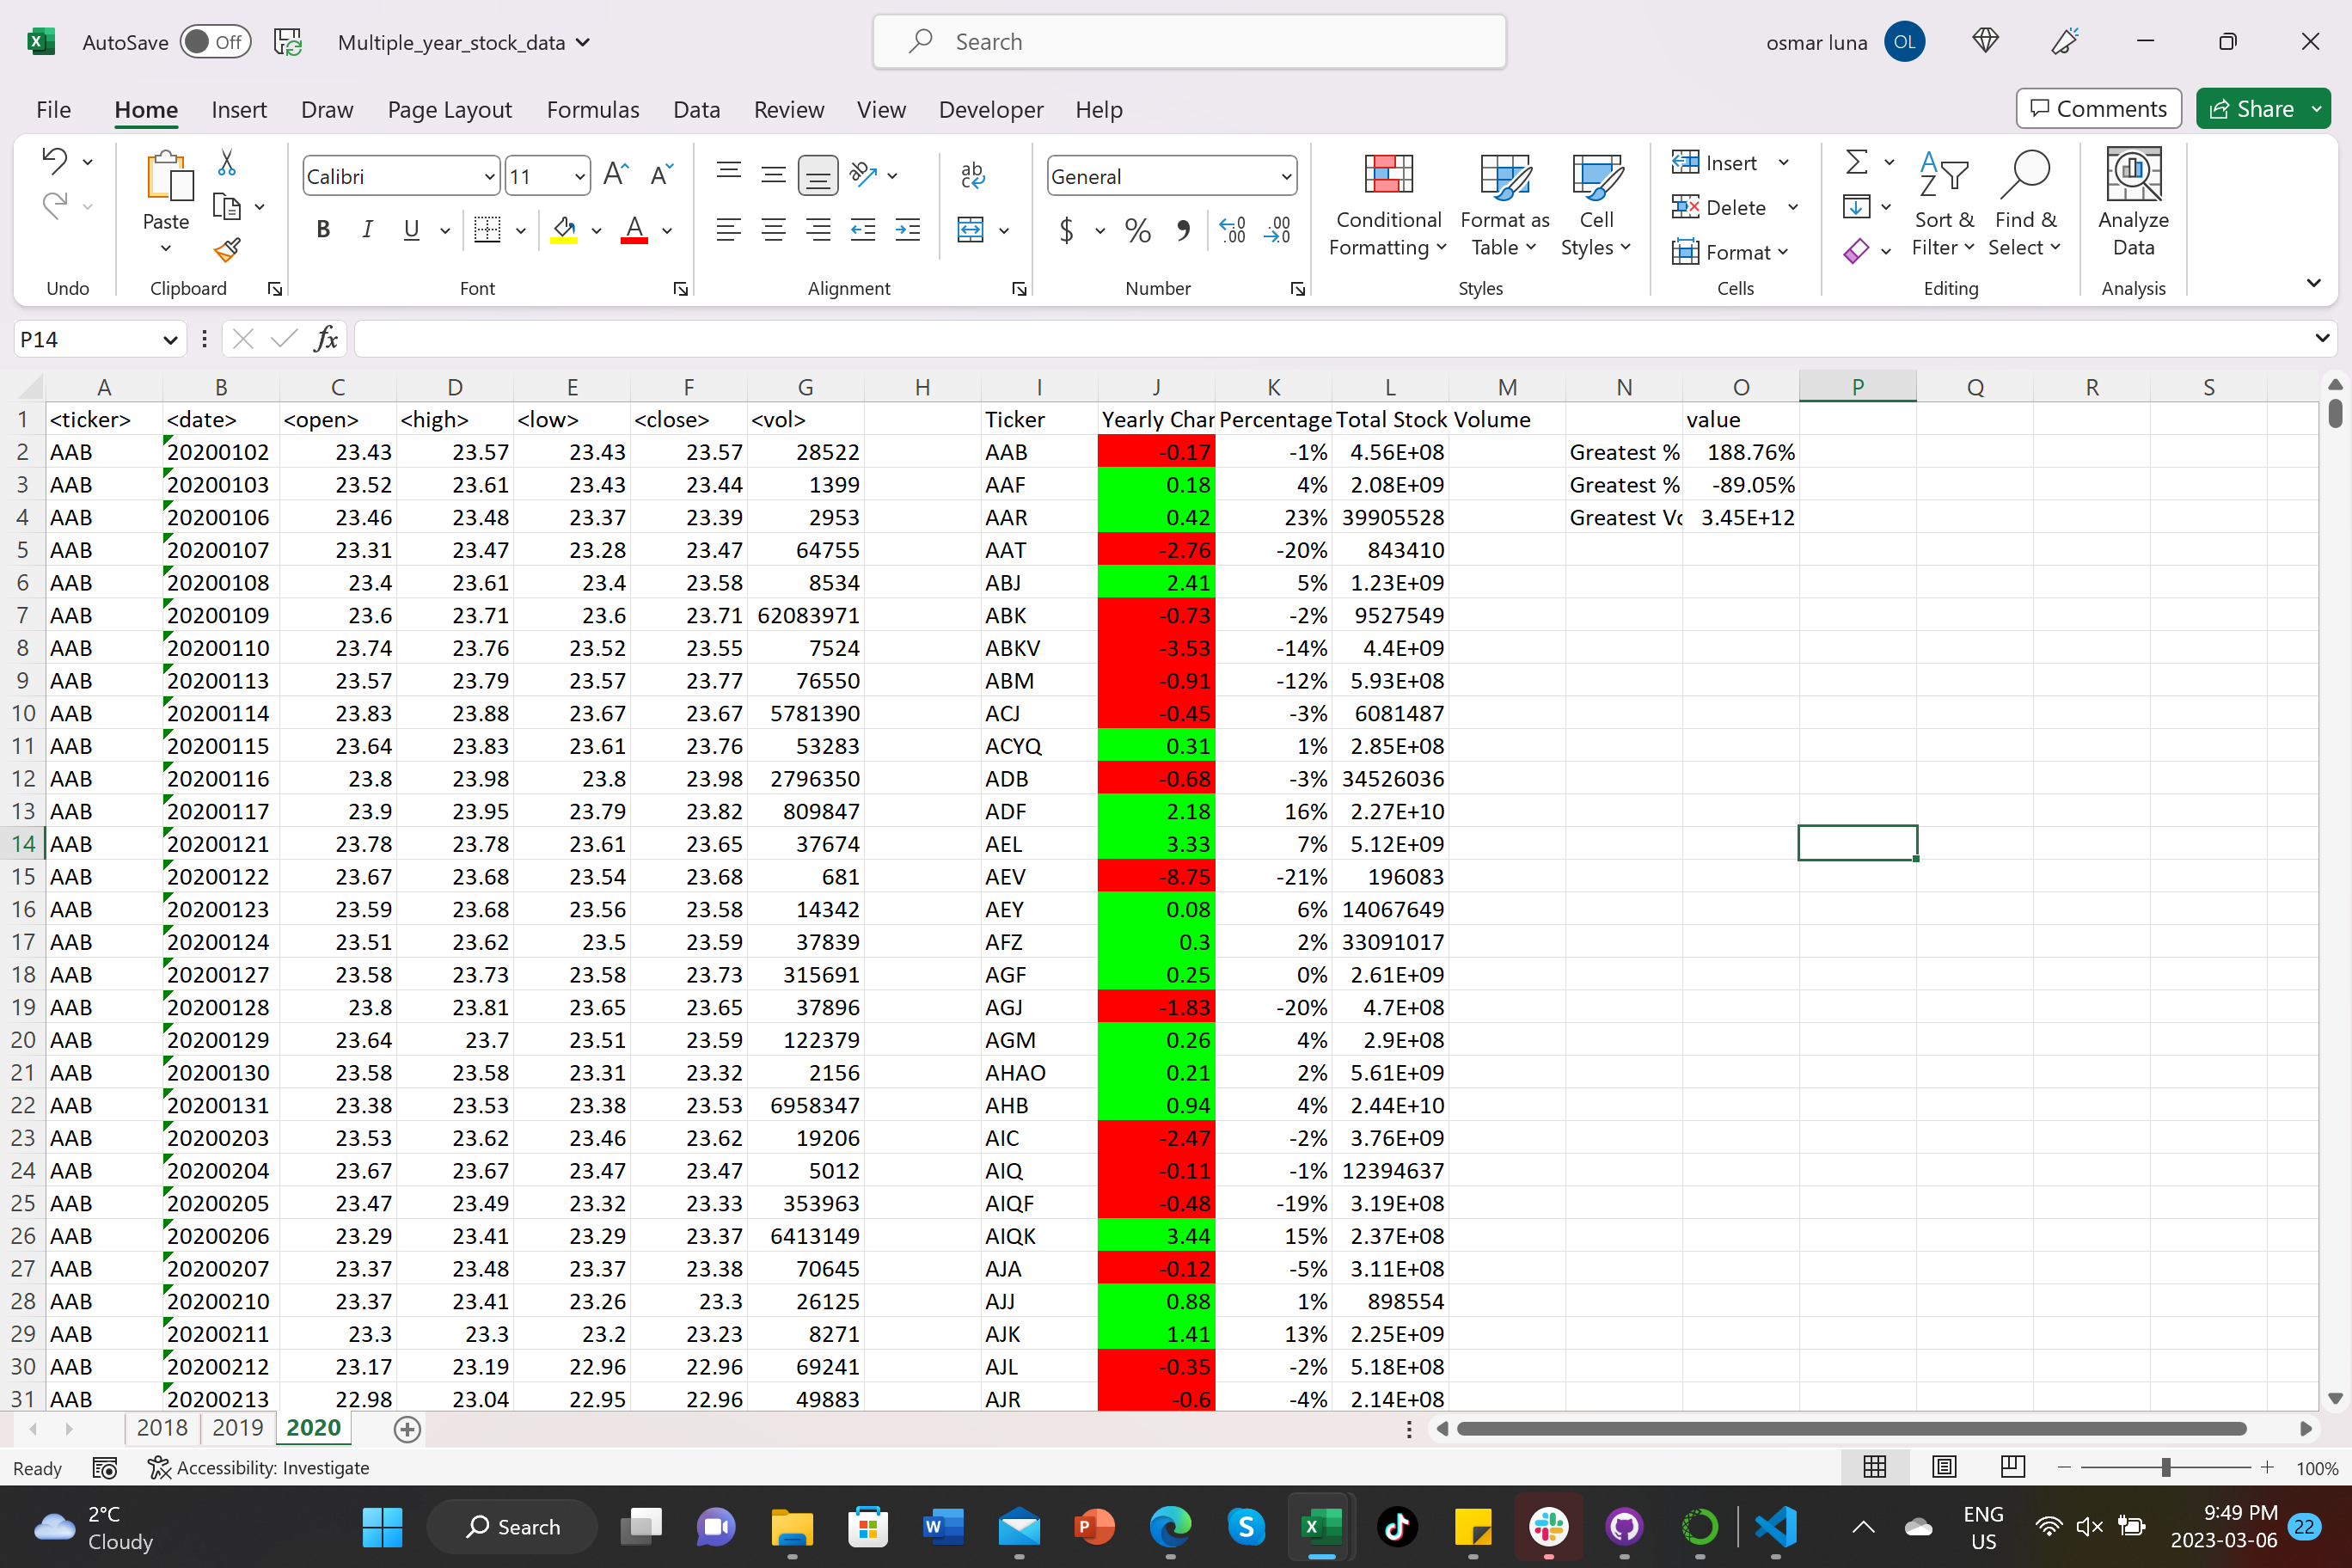 AutoSave Off Multiple_year_stock_data Search osmar luna OL
File Home Insert Draw Page Layout Formulas Data Review View Developer Help Comments Share
Paste Calibri 11 General Conditional Formatting Format as Table Cell Styles Insert Delete Format Sort & Filter Find & Select Analyze Data
Undo Clipboard Font Alignment Number Styles Cells Editing Analysis
P14 fx
A B C D E F G H I J K L M N O P Q R S
1 <ticker> <date> <open> <high> <low> <close> <vol> Ticker Yearly Char Percentage Total Stock Volume value
2 AAB 20200102 23.43 23.57 23.43 23.57 28522 AAB -0.17 -1% 4.56E+08 Greatest % 188.76%
3 AAB 20200103 23.52 23.61 23.43 23.44 1399 AAF 0.18 4% 2.08E+09 Greatest % -89.05%
4 AAB 20200106 23.46 23.48 23.37 23.39 2953 AAR 0.42 23% 39905528 Greatest Vo 3.45E+12
5 AAB 20200107 23.31 23.47 23.28 23.47 64755 AAT -2.76 -20% 843410
6 AAB 20200108 23.4 23.61 23.4 23.58 8534 ABJ 2.41 5% 1.23E+09
7 AAB 20200109 23.6 23.71 23.6 23.71 62083971 ABK -0.73 -2% 9527549
8 AAB 20200110 23.74 23.76 23.52 23.55 7524 ABKV -3.53 -14% 4.4E+09
9 AAB 20200113 23.57 23.79 23.57 23.77 76550 ABM -0.91 -12% 5.93E+08
10 AAB 20200114 23.83 23.88 23.67 23.67 5781390 ACJ -0.45 -3% 6081487
11 AAB 20200115 23.64 23.83 23.61 23.76 53283 ACYQ 0.31 1% 2.85E+08
12 AAB 20200116 23.8 23.98 23.8 23.98 2796350 ADB -0.68 -3% 34526036
13 AAB 20200117 23.9 23.95 23.79 23.82 809847 ADF 2.18 16% 2.27E+10
14 AAB 20200121 23.78 23.78 23.61 23.65 37674 AEL 3.33 7% 5.12E+09
15 AAB 20200122 23.67 23.68 23.54 23.68 681 AEV -8.75 -21% 196083
16 AAB 20200123 23.59 23.68 23.56 23.58 14342 AEY 0.08 6% 14067649
17 AAB 20200124 23.51 23.62 23.5 23.59 37839 AFZ 0.3 2% 33091017
18 AAB 20200127 23.58 23.73 23.58 23.73 315691 AGF 0.25 0% 2.61E+09
19 AAB 20200128 23.8 23.81 23.65 23.65 37896 AGJ -1.83 -20% 4.7E+08
20 AAB 20200129 23.64 23.7 23.51 23.59 122379 AGM 0.26 4% 2.9E+08
21 AAB 20200130 23.58 23.58 23.31 23.32 2156 AHAO 0.21 2% 5.61E+09
22 AAB 20200131 23.38 23.53 23.38 23.53 6958347 AHB 0.94 4% 2.44E+10
23 AAB 20200203 23.53 23.62 23.46 23.62 19206 AIC -2.47 -2% 3.76E+09
24 AAB 20200204 23.67 23.67 23.47 23.47 5012 AIQ -0.11 -1% 12394637
25 AAB 20200205 23.47 23.49 23.32 23.33 353963 AIQF -0.48 -19% 3.19E+08
26 AAB 20200206 23.29 23.41 23.29 23.37 6413149 AIQK 3.44 15% 2.37E+08
27 AAB 20200207 23.37 23.48 23.37 23.38 70645 AJA -0.12 -5% 3.11E+08
28 AAB 20200210 23.37 23.41 23.26 23.3 26125 AJJ 0.88 1% 898554
29 AAB 20200211 23.3 23.3 23.2 23.23 8271 AJK 1.41 13% 2.25E+09
30 AAB 20200212 23.17 23.19 22.96 22.96 69241 AJL -0.35 -2% 5.18E+08
31 AAB 20200213 22.98 23.04 22.95 22.96 49883 AJR -0.6 -4% 2.14E+08
2018 2019 2020
Ready Accessibility: Investigate 100%
2°C Cloudy Search ENG US 9:49 PM 2023-03-06 22